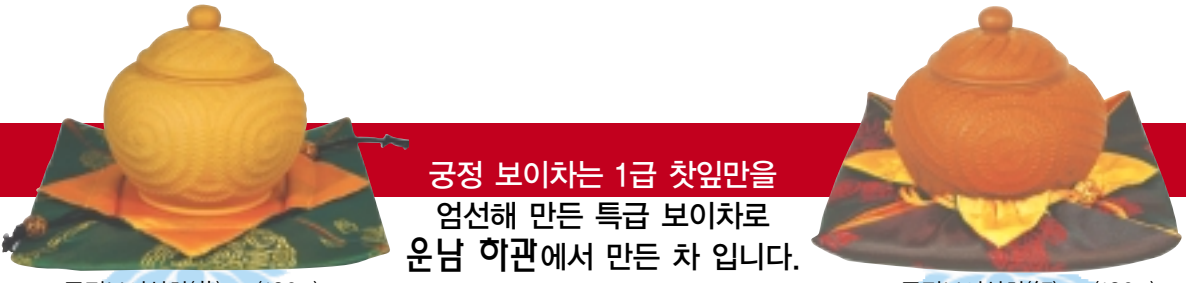 궁정 보이차는 1급 찻잎만을
엄선해 만든 특급 보이차로
운남 하관에서 만든 차 입니다.